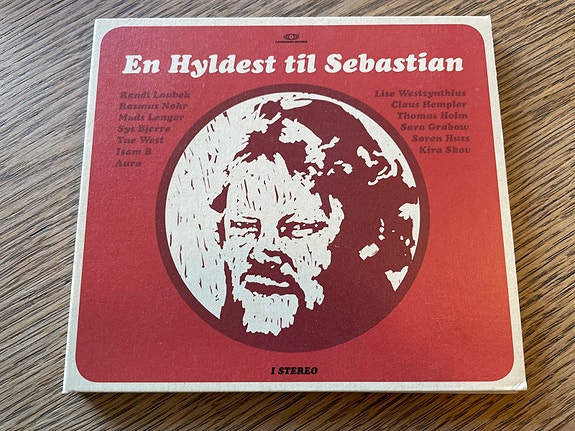 En Hyldest til Sebastian
Randi Laubek
Rasmus Nøhr
Mads Langer
Sys Bjerre
Tue West
Isam B
Aura
Lise Westzynthius
Claus Hempler
Thomas Holm
Sara Grabow
Søren Huss
Kira Skov
I STEREO